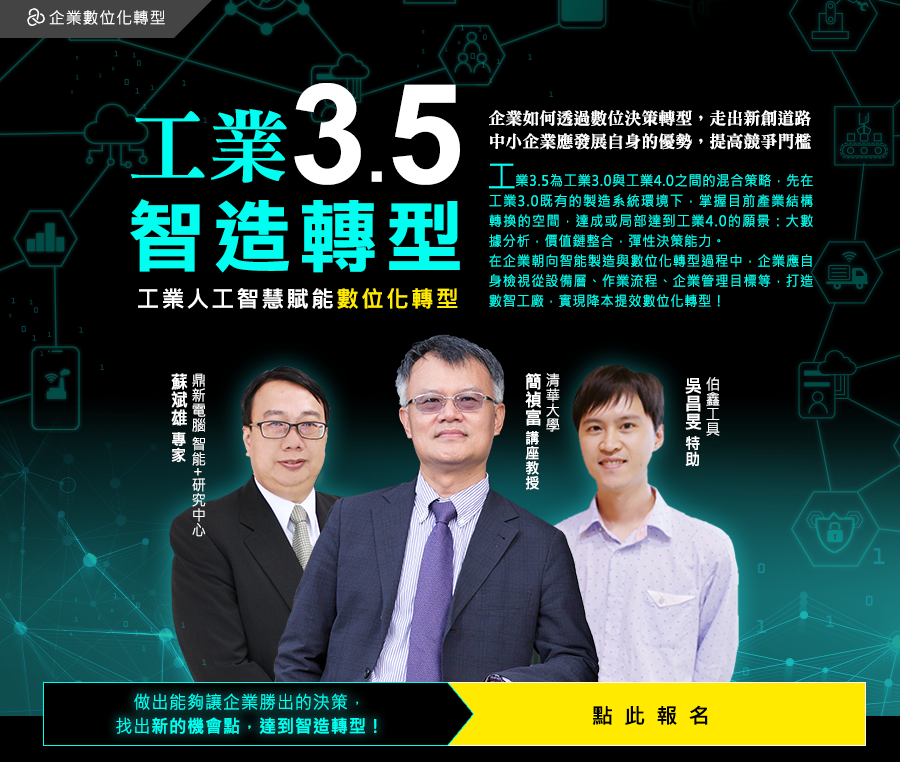 企業數位化轉型
工業3.5
智造轉型
工業人工智慧賦能數位化轉型
企業如何透過數位決策轉型，走出新創道路
中小企業應發展自身的優勢，提高競爭門檻
工業3.5為工業3.0與工業4.0之間的混合策略，先在
工業3.0既有的製造系統環境下，掌握目前產業結構
轉換的空間，達成或局部達到工業4.0的願景：大數
據分析，價值鏈整合，彈性決策能力。
在企業朝向智能製造與數位化轉型過程中，企業應自
身檢視從設備層、作業流程、企業管理目標等，打造
數智工廠，實現降本提效數位化轉型！
鼎新電腦 智能+研究中心
蘇斌雄 專家
清華大學
簡禎富 講座教授
伯鑫工具
吳昌旻 特助
做出能夠讓企業勝出的決策，
找出新的機會點，達到智造轉型！
點此報名